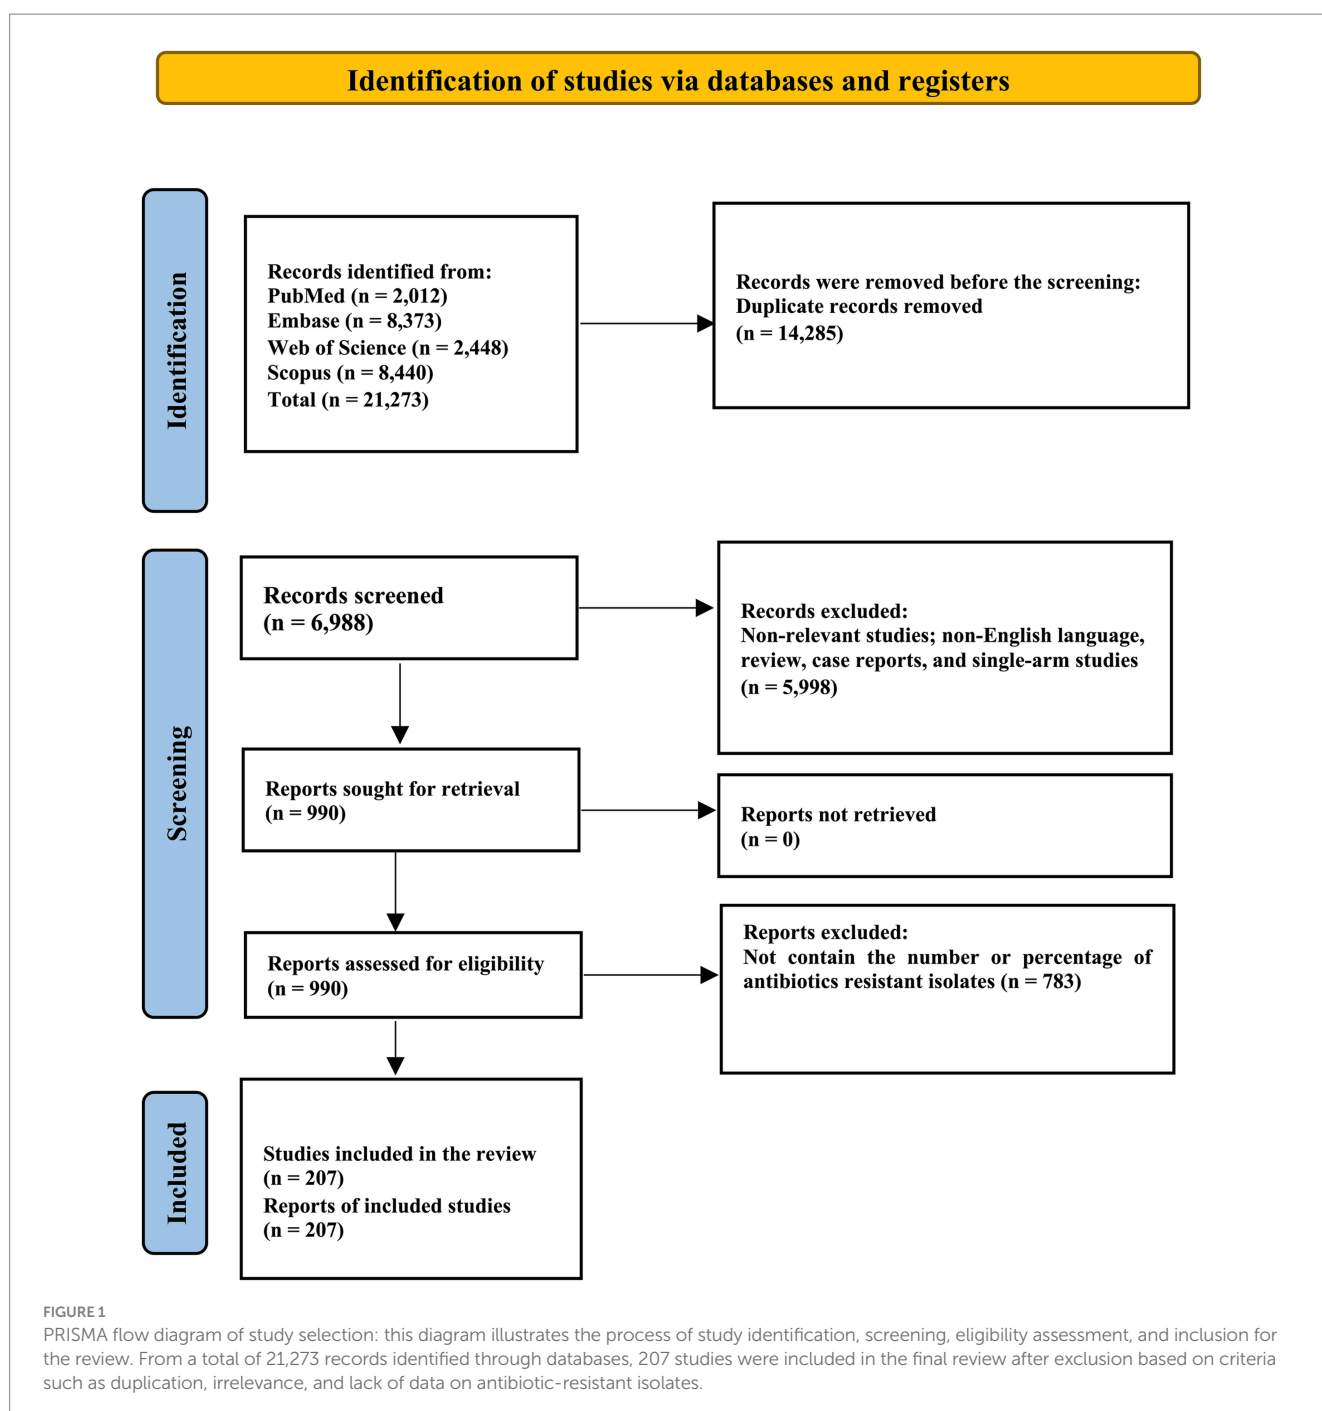 Identification of studies via databases and registers
Identification
Records identified from:
PubMed (n = 2,012)
Embase (n = 8,373)
Web of Science (n = 2,448)
Scopus (n = 8,440)
Total (n = 21,273)
Records were removed before the screening:
Duplicate records removed
(n = 14,285)
Screening
Records screened
(n = 6,988)
Records excluded:
Non-relevant studies; non-English language,
review, case reports, and single-arm studies
(n = 5,998)
Reports sought for retrieval
(n = 990)
Reports not retrieved
(n = 0)
Reports assessed for eligibility
(n = 990)
Reports excluded:
Not contain the number or percentage of
antibiotics resistant isolates (n = 783)
Included
Studies included in the review
(n = 207)
Reports of included studies
(n = 207)
FIGURE 1
PRISMA flow diagram of study selection: this diagram illustrates the process of study identification, screening, eligibility assessment, and inclusion for
the review. From a total of 21,273 records identified through databases, 207 studies were included in the final review after exclusion based on criteria
such as duplication, irrelevance, and lack of data on antibiotic-resistant isolates.